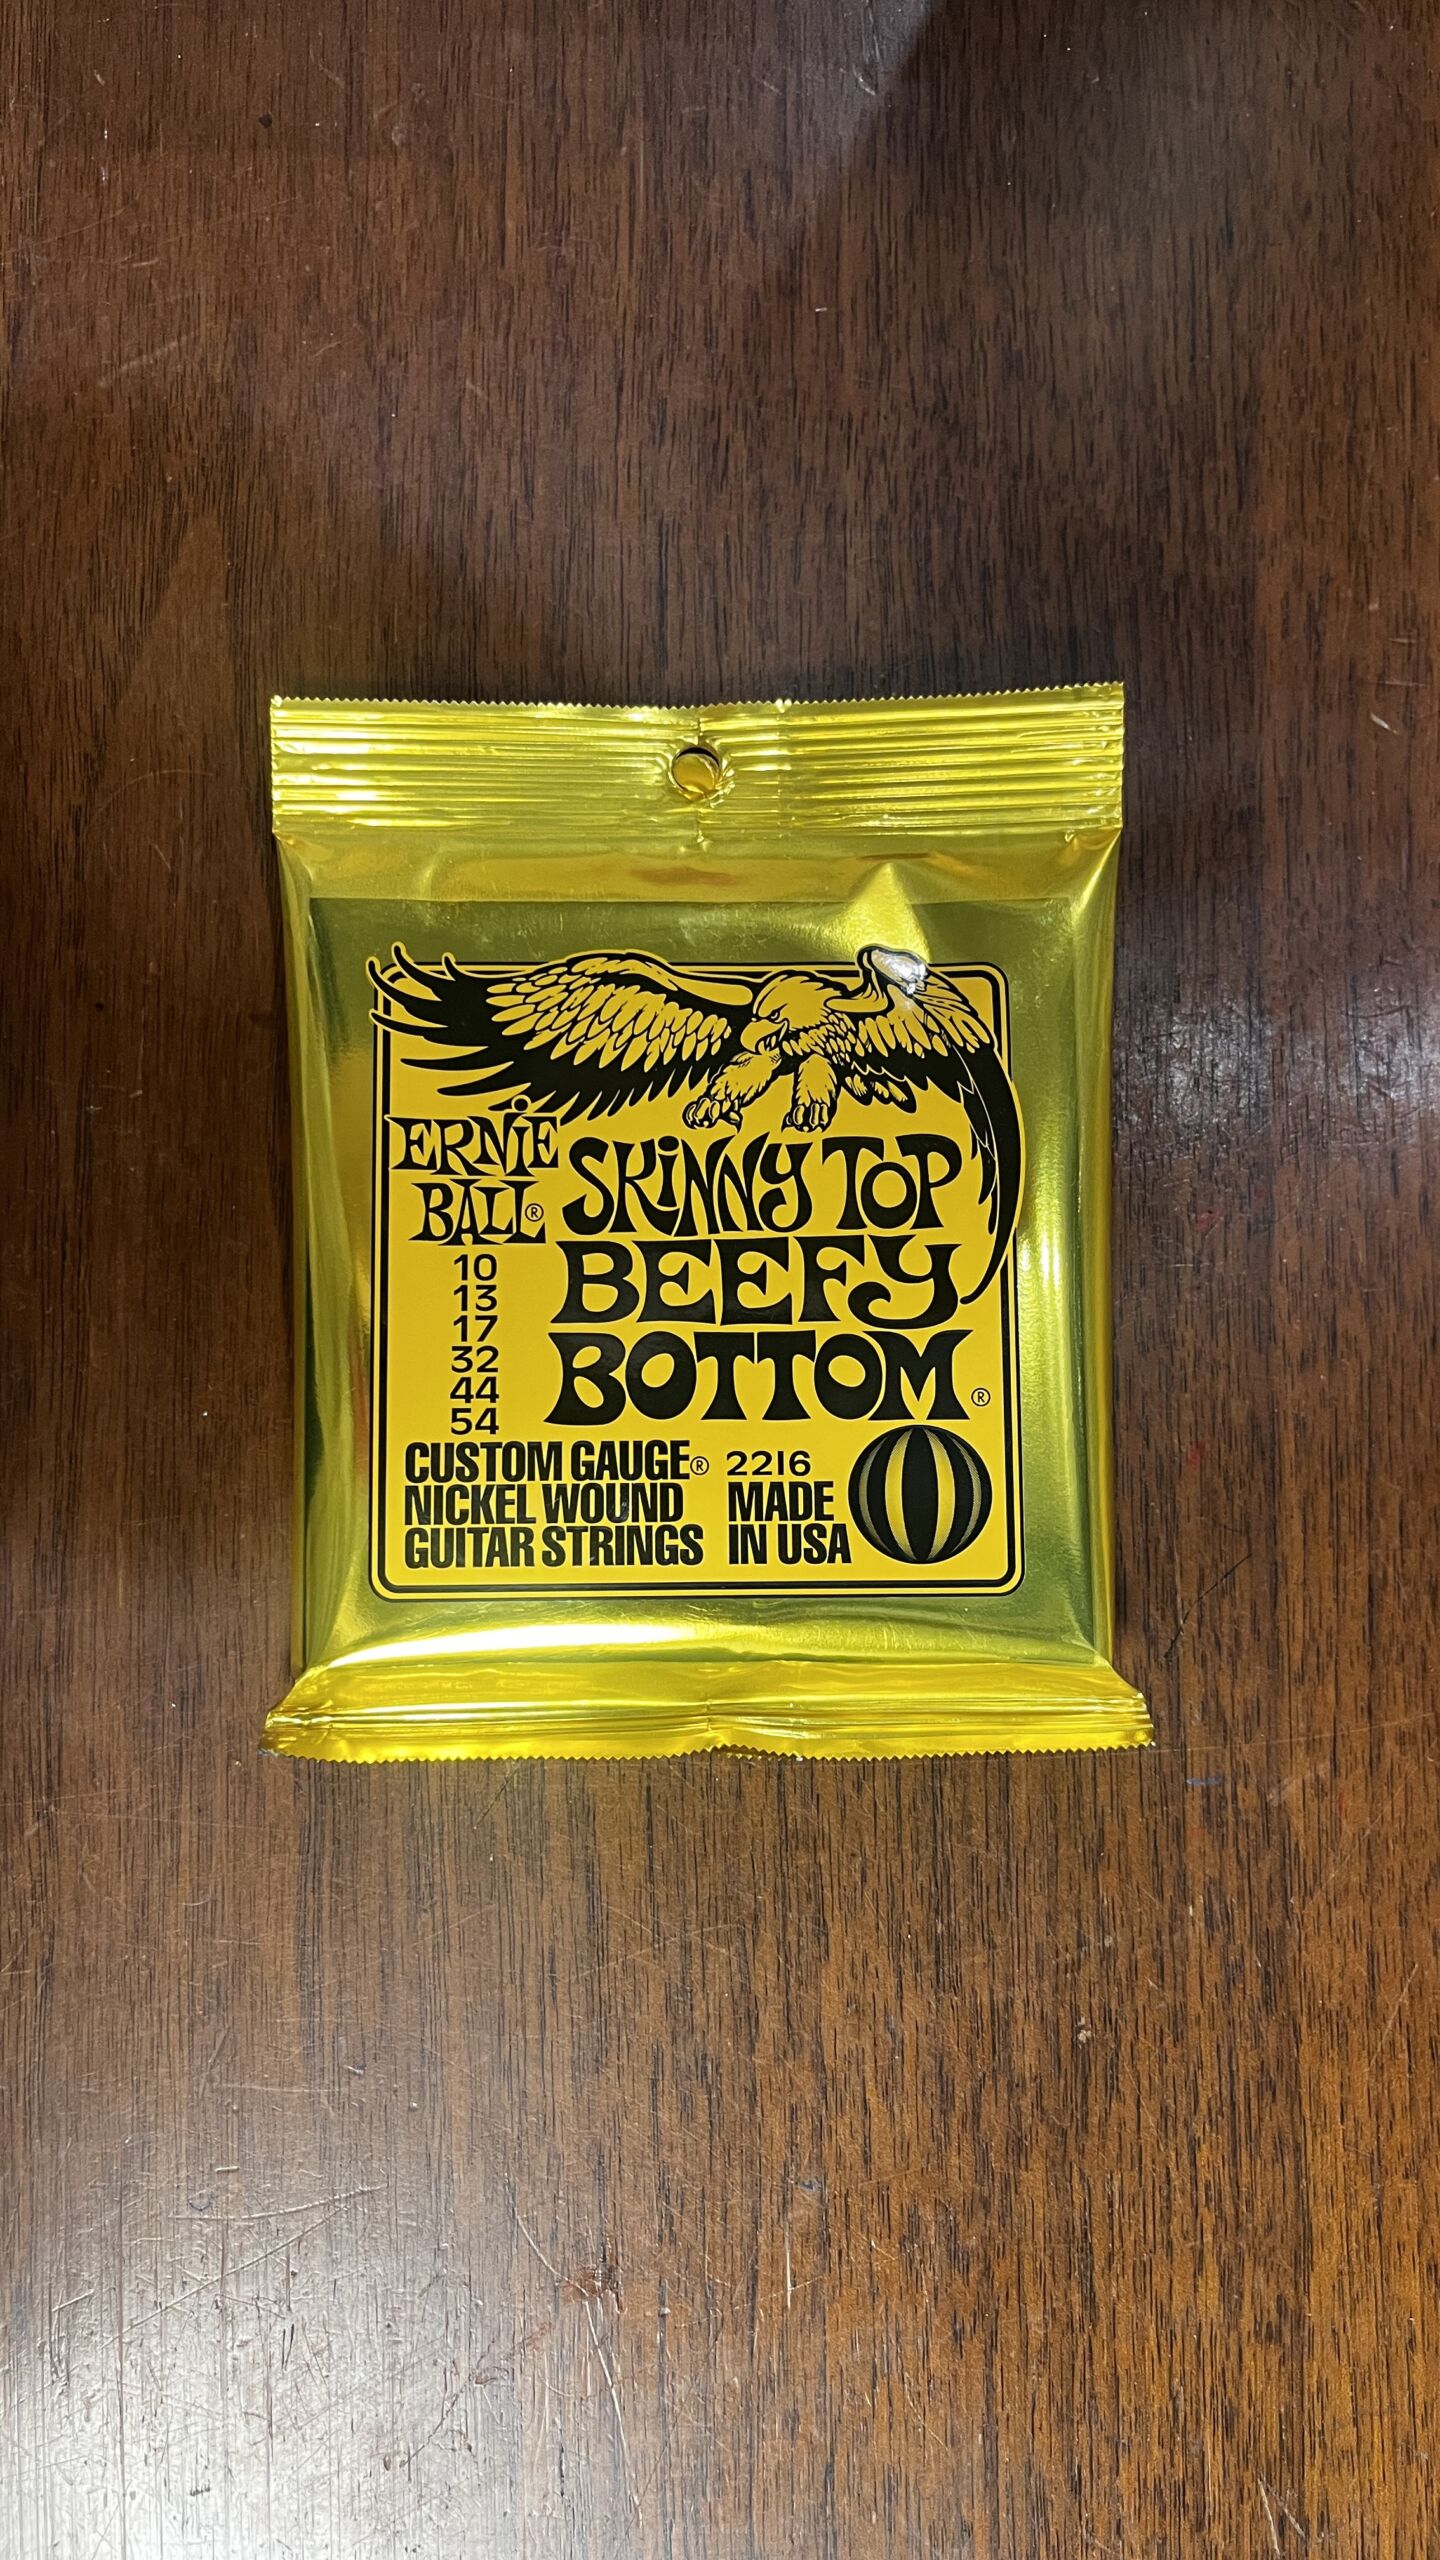 ERNIE
BALL®
SKINNY TOP
BEEFY
BOTTOM®
10
13
17
32
44
54
CUSTOM GAUGE®
NICKEL WOUND
GUITAR STRINGS
2216
MADE
IN USA